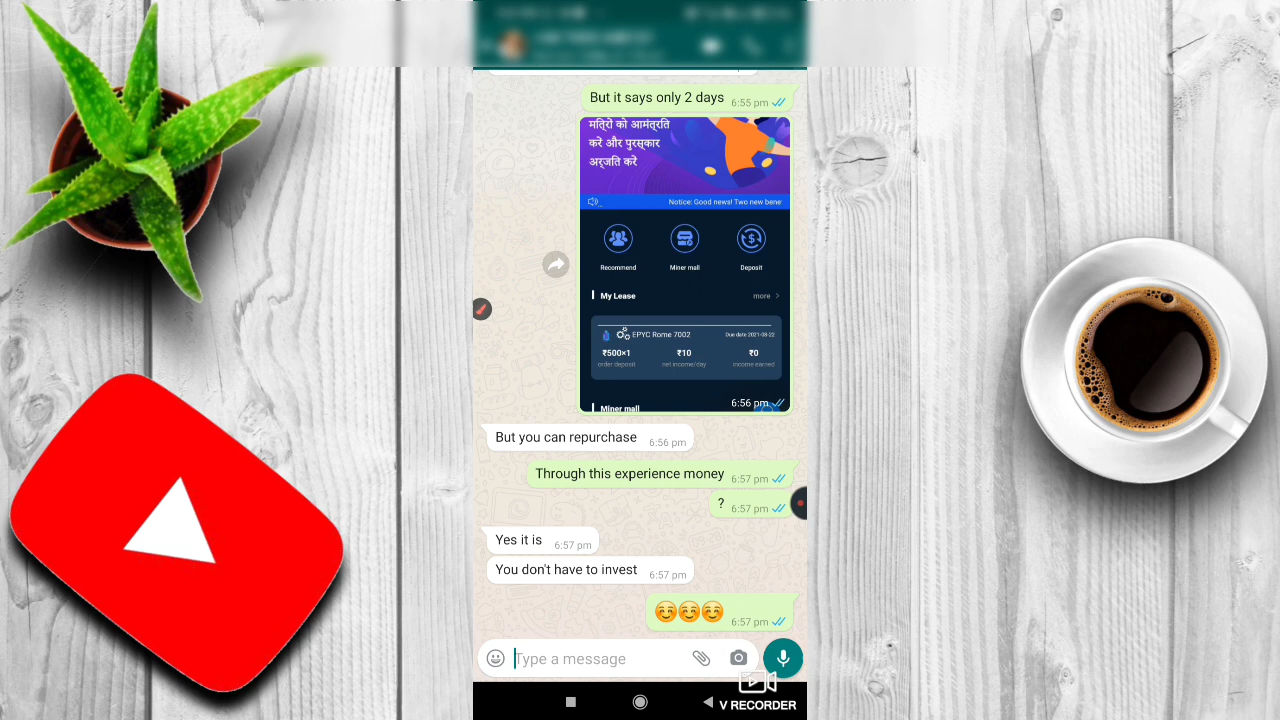 But it says only 2 days 6:55 pm
मित्रों को आमंत्रति
करे और पुरस्कार
अर्जति करे
Notice: Good news! Two new bene
Recommend Miner mall Deposit
My Lease more >
EPYC Rome 7002 Due date 2021-08-22
₹500×1 ₹10 ₹0
order deposit net income/day income earned
Miner mall
6:56 pm
But you can repurchase 6:56 pm
Through this experience money 6:57 pm
? 6:57 pm
Yes it is 6:57 pm
You don't have to invest 6:57 pm
☺️☺️☺️ 6:57 pm
Type a message
V RECORDER